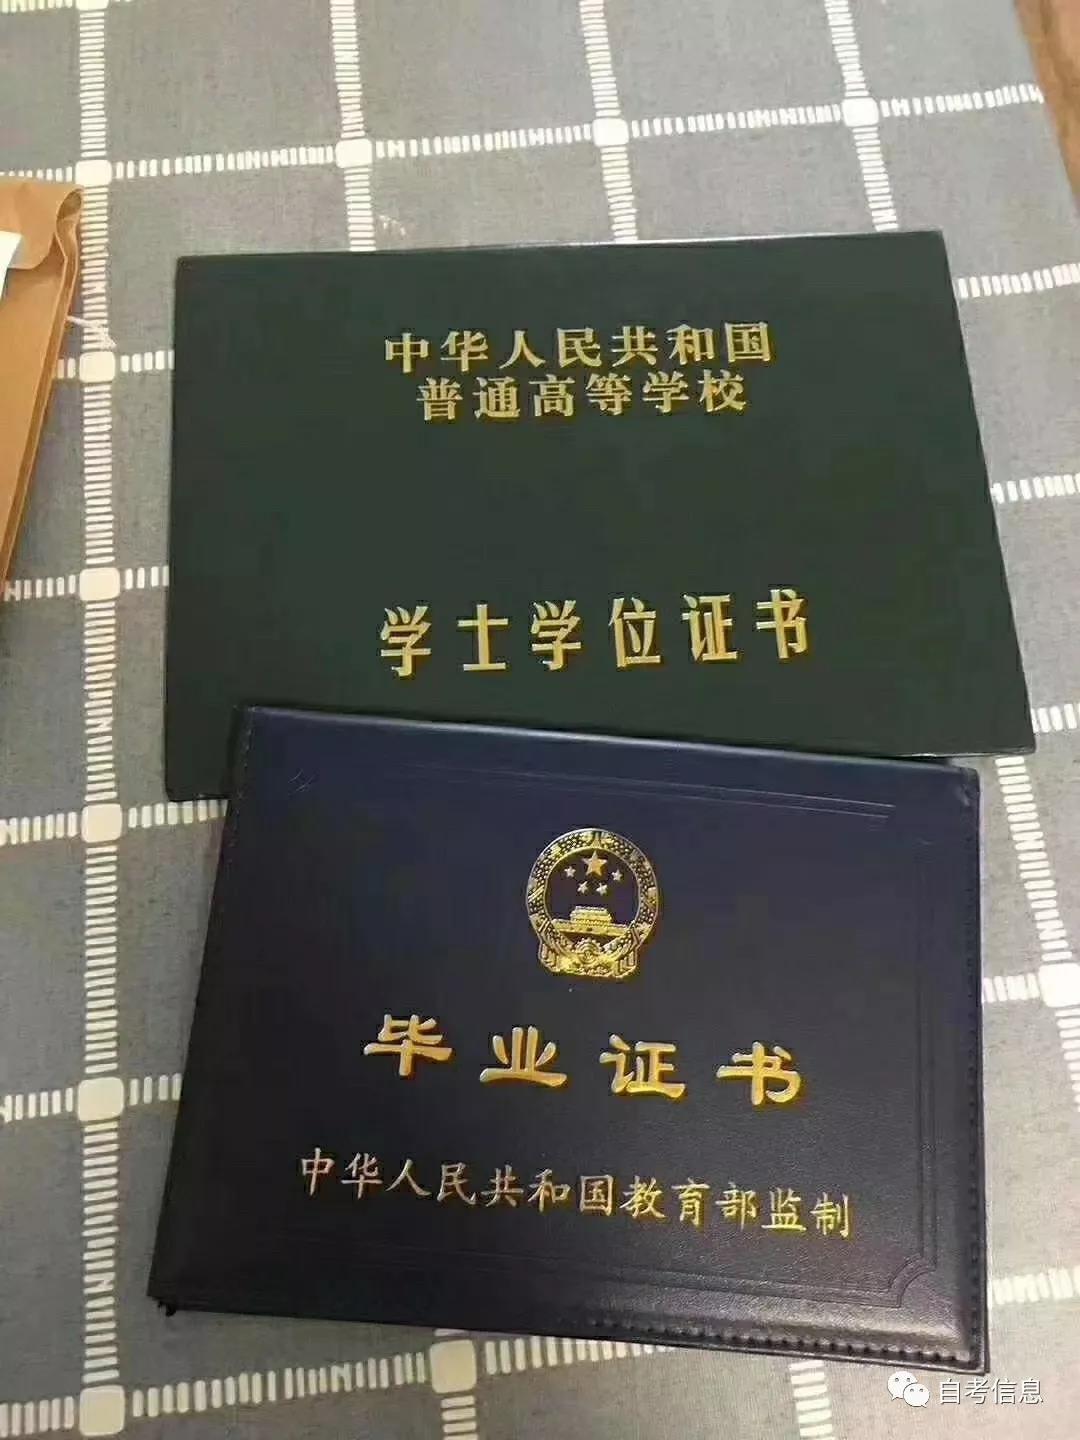 中华人民共和国
普通高等学校
学士学位证书
毕业证书
中华人民共和国教育部监制
自考信息